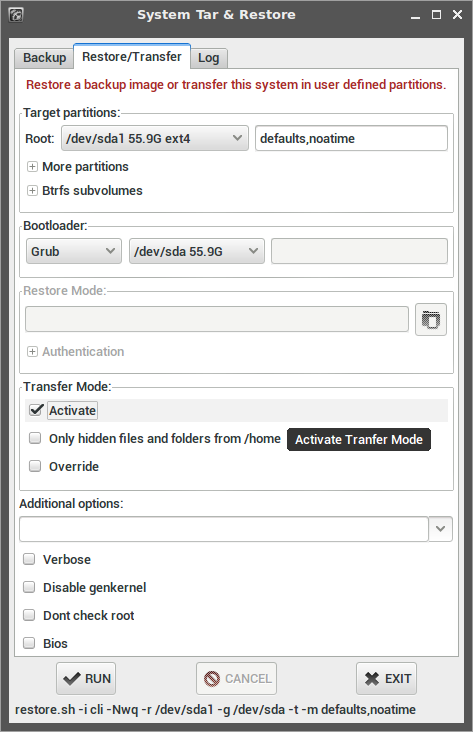 System Tar & Restore
Backup Restore/Transfer Log
Restore a backup image or transfer this system in user defined partitions.
Target partitions:
Root: /dev/sda1 55.9G ext4 defaults,noatime
More partitions
Btrfs subvolumes
Bootloader:
Grub /dev/sda 55.9G
Restore Mode:
Authentication
Transfer Mode:
Activate
Only hidden files and folders from /home Activate Tranfer Mode
Override
Additional options:
Verbose
Disable genkernel
Dont check root
Bios
RUN CANCEL EXIT
restore.sh -i cli -Nwq -r /dev/sda1 -g /dev/sda -t -m defaults,noatime